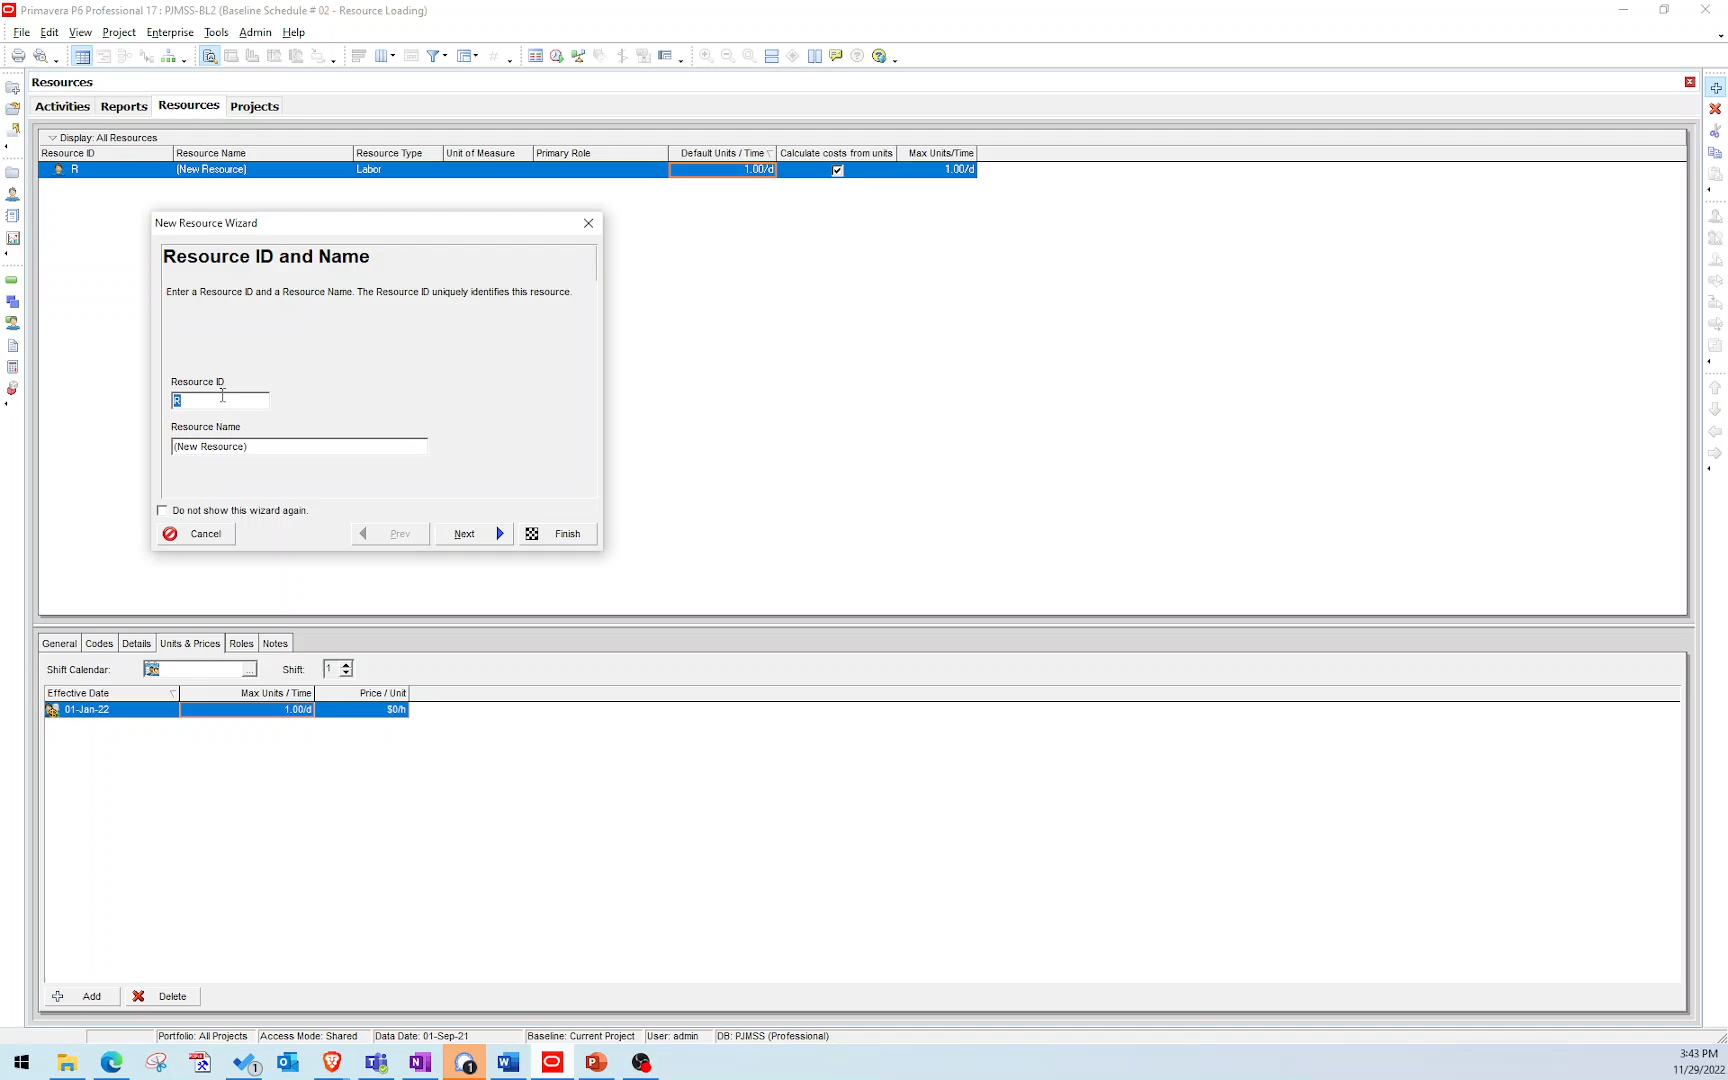 Primavera P6 Professional 17 : PJMSS-BL2 (Baseline Schedule # 02 - Resource Loading)
File Edit View Project Enterprise Tools Admin Help
Resources
Activities Reports Resources Projects
Display: All Resources
Resource ID Resource Name Resource Type Unit of Measure Primary Role Default Units / Time Calculate costs from units Max Units/Time
R (New Resource) Labor 1.00/d 1.00/d
New Resource Wizard
Resource ID and Name
Enter a Resource ID and a Resource Name. The Resource ID uniquely identifies this resource.
Resource ID
R
Resource Name
(New Resource)
Do not show this wizard again.
Cancel Prev Next Finish
General Codes Details Units & Prices Roles Notes
Shift Calendar: ... Shift: 1
Effective Date Max Units / Time Price / Unit
01-Jan-22 1.00/d $0/h
Add Delete
Portfolio: All Projects Access Mode: Shared Data Date: 01-Sep-21 Baseline: Current Project User: admin DB: PJMSS (Professional)
3:43 PM
11/29/2022